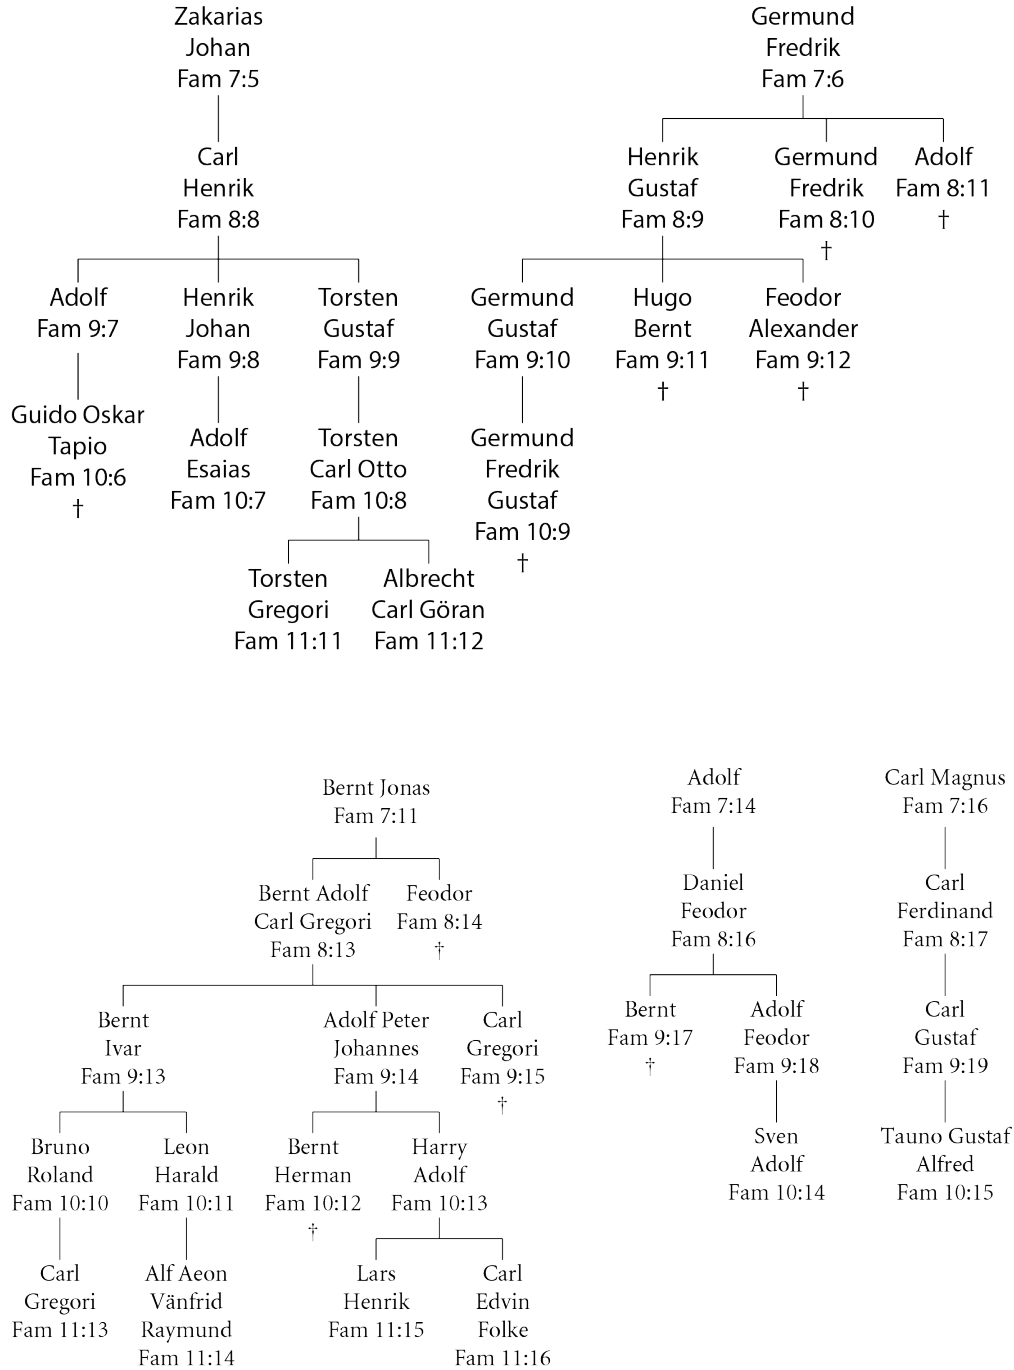 Zakarias
Johan
Fam 7:5
Germund
Fredrik
Fam 7:6
Carl
Henrik
Fam 8:8
Henrik
Gustaf
Fam 8:9
Germund
Fredrik
Fam 8:10
†
Adolf
Fam 8:11
†
Adolf
Fam 9:7
Henrik
Johan
Fam 9:8
Torsten
Gustaf
Fam 9:9
Germund
Gustaf
Fam 9:10
Hugo
Bernt
Fam 9:11
†
Feodor
Alexander
Fam 9:12
†
Guido Oskar
Tapio
Fam 10:6
†
Adolf
Esaias
Fam 10:7
Torsten
Carl Otto
Fam 10:8
Germund
Fredrik
Gustaf
Fam 10:9
†
Torsten
Gregori
Fam 11:11
Albrecht
Carl Göran
Fam 11:12
Bernt Jonas
Fam 7:11
Adolf
Fam 7:14
Carl Magnus
Fam 7:16
Bernt Adolf
Carl Gregori
Fam 8:13
Feodor
Fam 8:14
†
Daniel
Feodor
Fam 8:16
Carl
Ferdinand
Fam 8:17
Bernt
Ivar
Fam 9:13
Adolf Peter
Johannes
Fam 9:14
Carl
Gregori
Fam 9:15
†
Bernt
Fam 9:17
†
Adolf
Feodor
Fam 9:18
Carl
Gustaf
Fam 9:19
Bruno
Roland
Fam 10:10
Leon
Harald
Fam 10:11
Bernt
Herman
Fam 10:12
†
Harry
Adolf
Fam 10:13
Sven
Adolf
Fam 10:14
Tauno Gustaf
Alfred
Fam 10:15
Carl
Gregori
Fam 11:13
Alf Aeon
Vänfrid
Raymund
Fam 11:14
Lars
Henrik
Fam 11:15
Carl
Edvin
Folke
Fam 11:16